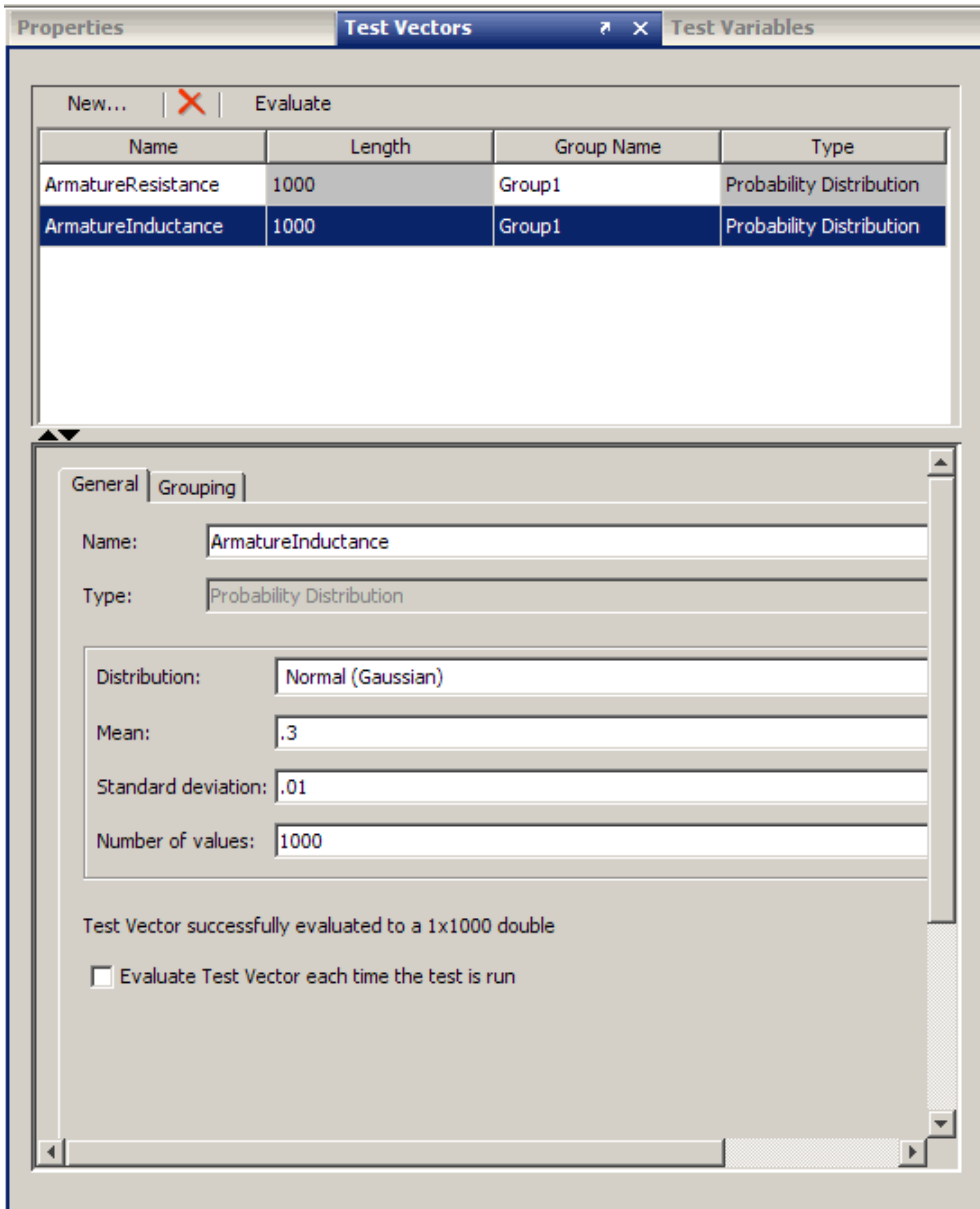 Properties Test Vectors Test Variables
New... Evaluate
Name Length Group Name Type
ArmatureResistance 1000 Group1 Probability Distribution
ArmatureInductance 1000 Group1 Probability Distribution
General Grouping
Name: ArmatureInductance
Type: Probability Distribution
Distribution: Normal (Gaussian)
Mean: .3
Standard deviation: .01
Number of values: 1000
Test Vector successfully evaluated to a 1x1000 double
Evaluate Test Vector each time the test is run